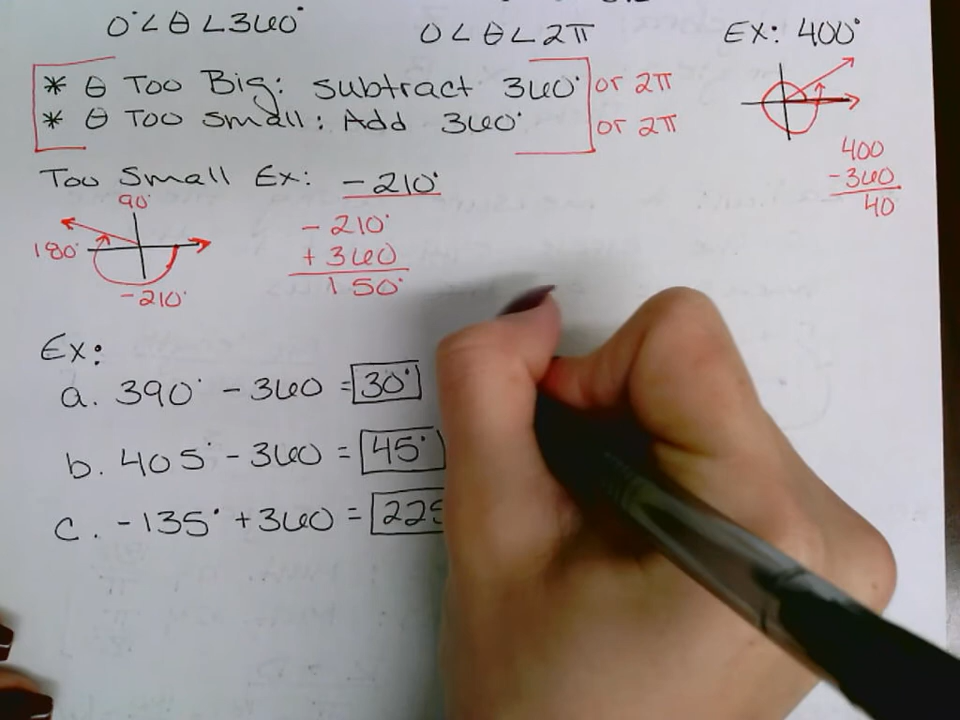 0° < θ < 360°
0 < θ < 2π
Ex: 400°
* θ Too Big: subtract 360° or 2π
* θ Too small: Add 360° or 2π
400
-360
40
Too Small Ex: -210°
90°
180°
-210°
-210°
+360
150°
Ex:
a. 390° - 360 = 30°
b. 405° - 360 = 45°
c. -135° + 360 = 225